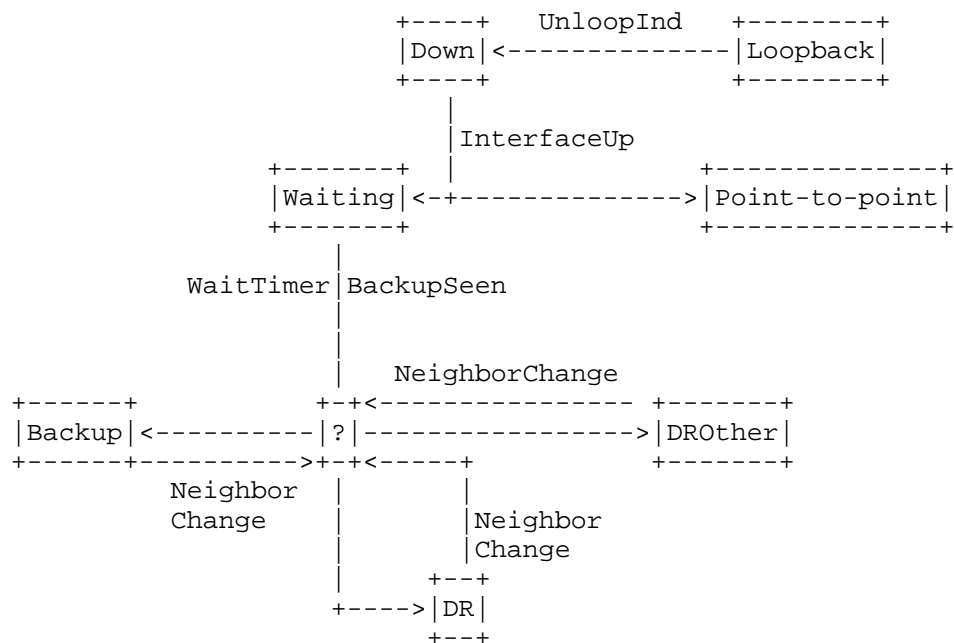 UnloopInd
Down Loopback
InterfaceUp
Waiting Point-to-point
WaitTimer BackupSeen
NeighborChange
Backup ? DROther
Neighbor
Change Neighbor
Change
DR